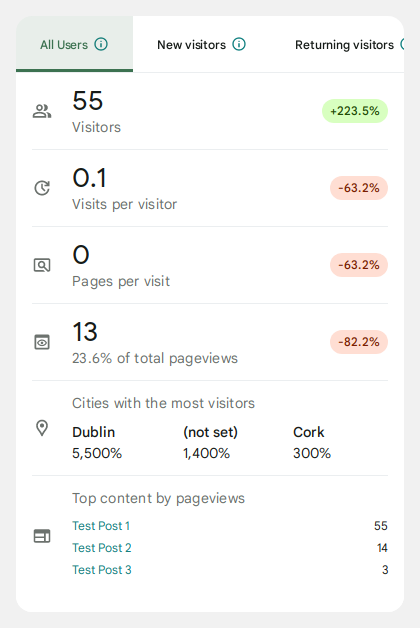 All Users New visitors Returning visitors
55
Visitors
+223.5%
0.1
Visits per visitor
-63.2%
0
Pages per visit
-63.2%
13
23.6% of total pageviews
-82.2%
Cities with the most visitors
Dublin (not set) Cork
5,500% 1,400% 300%
Top content by pageviews
Test Post 1 55
Test Post 2 14
Test Post 3 3